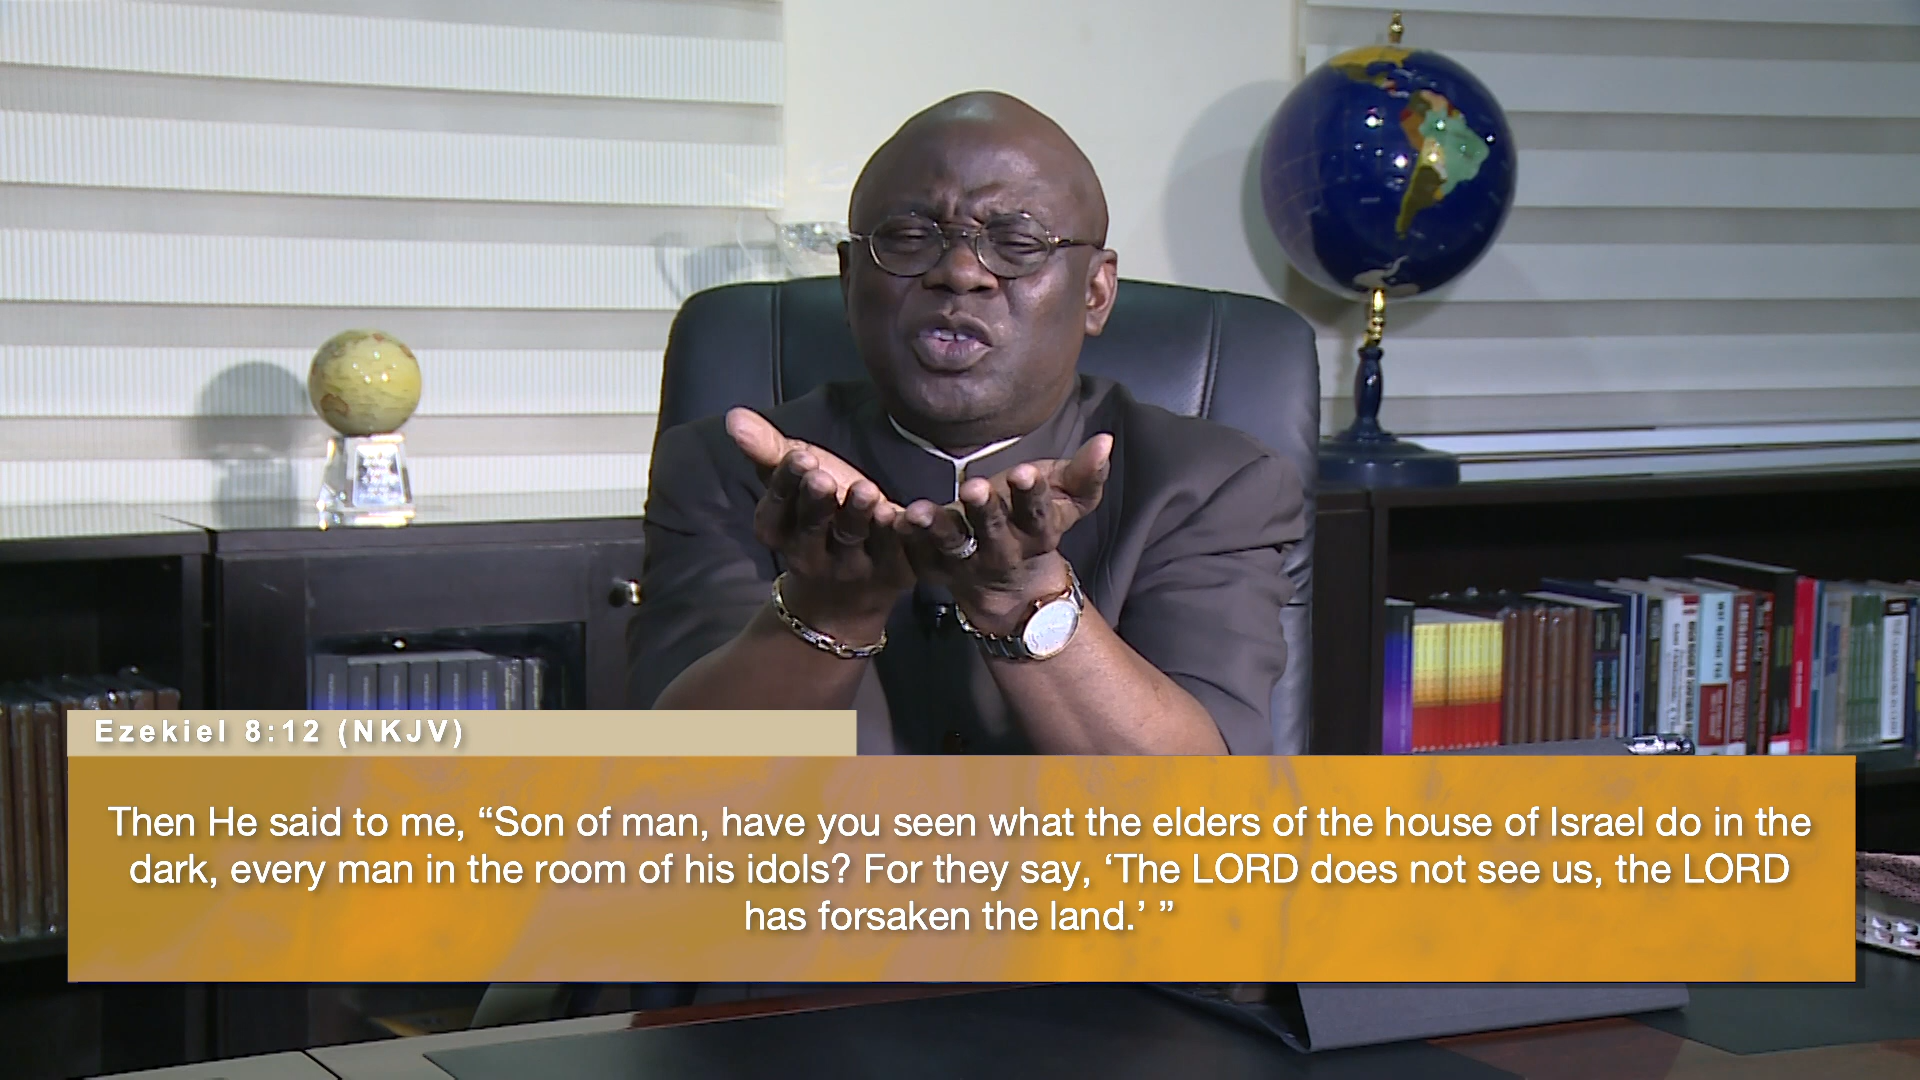 Ezekiel 8:12 (NKJV)
Then He said to me, “Son of man, have you seen what the elders of the house of Israel do in the
dark, every man in the room of his idols? For they say, ‘The LORD does not see us, the LORD
has forsaken the land.’ ”